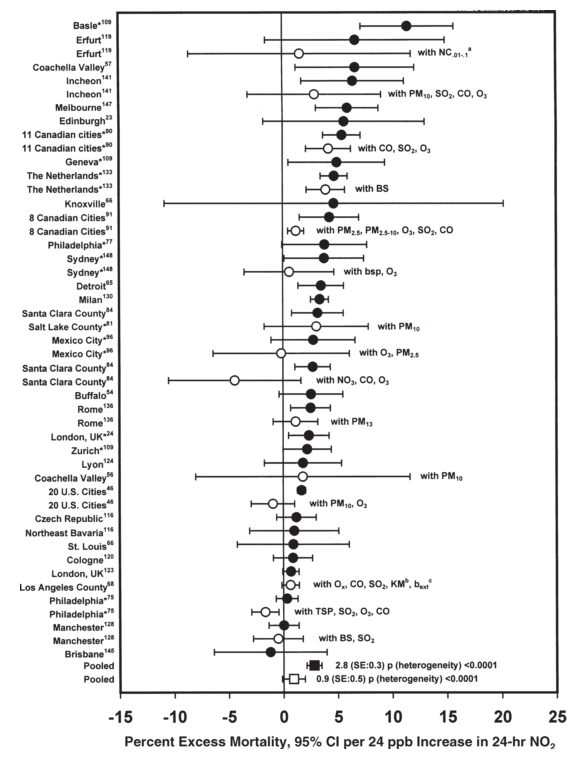 Basle*109
Erfurt119
Erfurt119 with NC.01-.1a
Coachella Valley57
Incheon141
Incheon141 with PM10, SO2, CO, O3
Melbourne147
Edinburgh23
11 Canadian cities*90
11 Canadian cities*90 with CO, SO2, O3
Geneva*109
The Netherlands*133
The Netherlands*133 with BS
Knoxville66
8 Canadian Cities91
8 Canadian Cities91 with PM2.5, PM2.5-10, O3, SO2, CO
Philadelphia*77
Sydney*148
Sydney*148 with bsp, O3
Detroit65
Milan130
Santa Clara County84
Salt Lake County*81 with PM10
Mexico City*96
Mexico City*96 with O3, PM2.5
Santa Clara County84
Santa Clara County84 with NO3, CO, O3
Buffalo54
Rome136
Rome136 with PM13
London, UK*24
Zurich*109
Lyon124
Coachella Valley56 with PM10
20 U.S. Cities46
20 U.S. Cities46 with PM10, O3
Czech Republic116
Northeast Bavaria116
St. Louis66
Cologne120
London, UK123
Los Angeles County68 with Ox, CO, SO2, KMb, bextc
Philadelphia*75
Philadelphia*75 with TSP, SO2, O3, CO
Manchester128
Manchester128 with BS, SO2
Brisbane145
Pooled 2.8 (SE:0.3) p (heterogeneity) <0.0001
Pooled 0.9 (SE:0.5) p (heterogeneity) <0.0001
-15 -10 -5 0 5 10 15 20 25
Percent Excess Mortality, 95% CI per 24 ppb Increase in 24-hr NO2